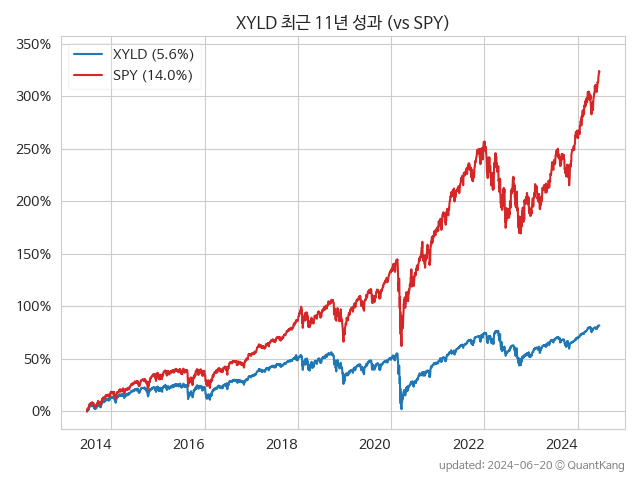 XYLD 최근 11년 성과 (vs SPY)
350%
XYLD (5.6%)
SPY (14.0%)
300%
250%
200%
150%
100%
50%
0%
2014 2016 2018 2020 2022 2024
updated: 2024-06-20 © QuantKang